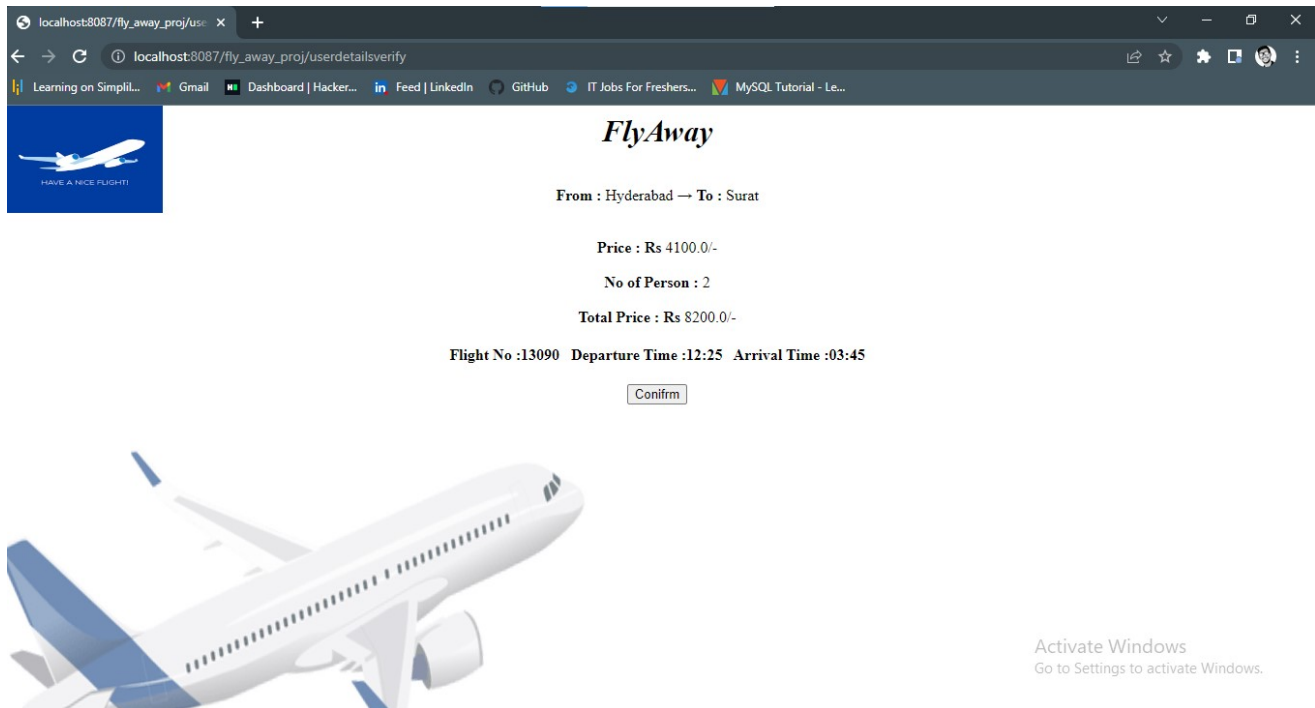 localhost:8087/fly_away_proj/use
localhost:8087/fly_away_proj/userdetailsverify
Learning on Simplil... Gmail Dashboard | Hacker... Feed | LinkedIn GitHub IT Jobs For Freshers... MySQL Tutorial - Le...
HAVE A NICE FLIGHT!
FlyAway
From : Hyderabad → To : Surat
Price : Rs 4100.0/-
No of Person : 2
Total Price : Rs 8200.0/-
Flight No :13090 Departure Time :12:25 Arrival Time :03:45
Conifrm
Activate Windows
Go to Settings to activate Windows.